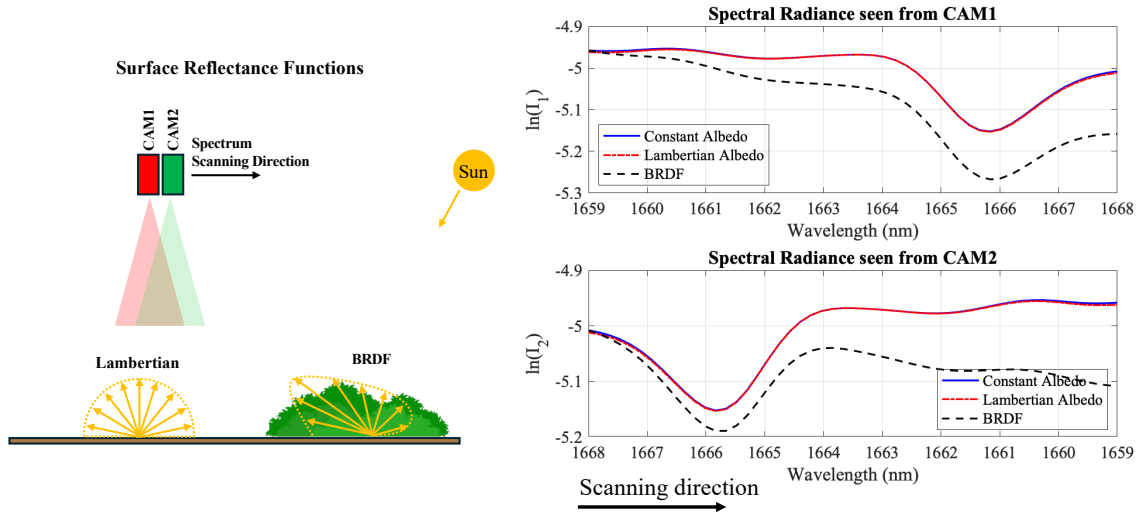 Surface Reflectance Functions
CAM1
CAM2
Spectrum
Scanning Direction
Sun
Lambertian
BRDF
Spectral Radiance seen from CAM1
-4.9
-5
-5.1
-5.2
-5.3
ln(I₁)
Constant Albedo
Lambertian Albedo
BRDF
1659 1660 1661 1662 1663 1664 1665 1666 1667 1668
Wavelength (nm)
Spectral Radiance seen from CAM2
-4.9
-5
-5.1
-5.2
ln(I₂)
Constant Albedo
Lambertian Albedo
BRDF
1668 1667 1666 1665 1664 1663 1662 1661 1660 1659
Wavelength (nm)
Scanning direction